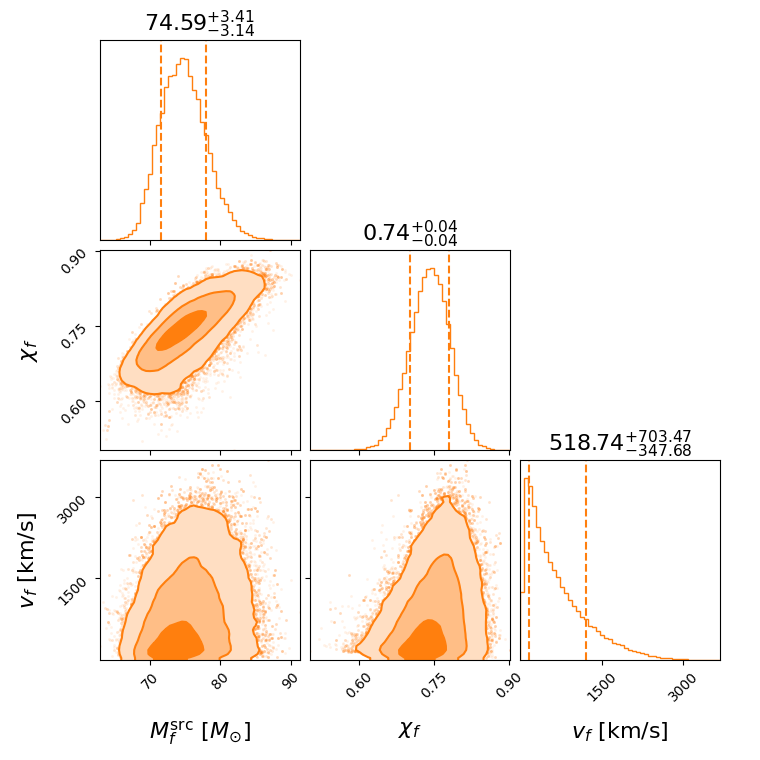 74.59+3.41−3.14
0.90
0.75
0.60
χf
0.74+0.04−0.04
3000
1500
vf [km/s]
518.74+703.47−347.68
70 80 90
0.60 0.75 0.90
1500 3000
Mfsrc [M⊙]
χf
vf [km/s]